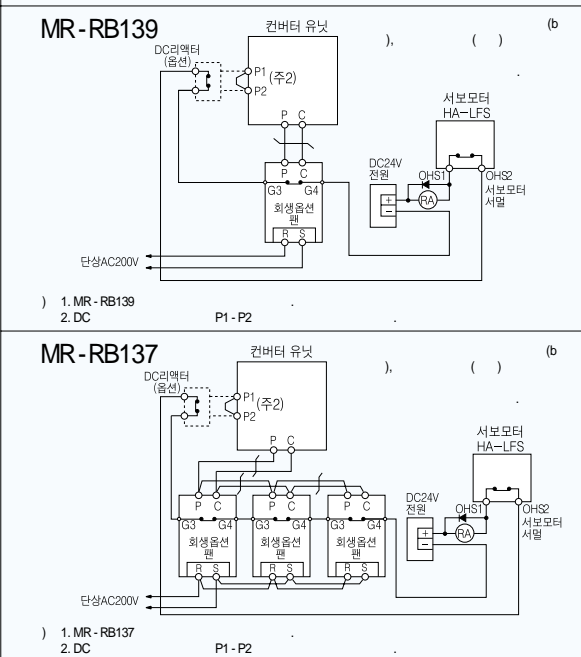 MR-RB139
컨버터 유닛
(b
), ( )
.
DC리액터
(옵션)
P1
(주2)
P2
서보모터
HA-LFS
P C
P C
DC24V
전원
OHS1
OHS2
G3 G4
+
RA
서보모터
서멀
-
회생옵션
팬
R S
단상AC200V
) 1. MR-RB139 .
2. DC P1-P2 .
MR-RB137
컨버터 유닛
(b
), ( )
.
DC리액터
(옵션)
P1
(주2)
P2
서보모터
HA-LFS
P C
P C P C P C
DC24V
전원
OHS1
OHS2
G3 G4 G3 G4 G3 G4
+
RA
서보모터
서멀
-
회생옵션 회생옵션 회생옵션
팬 팬 팬
R S R S R S
단상AC200V
) 1. MR-RB137 .
2. DC P1-P2 .